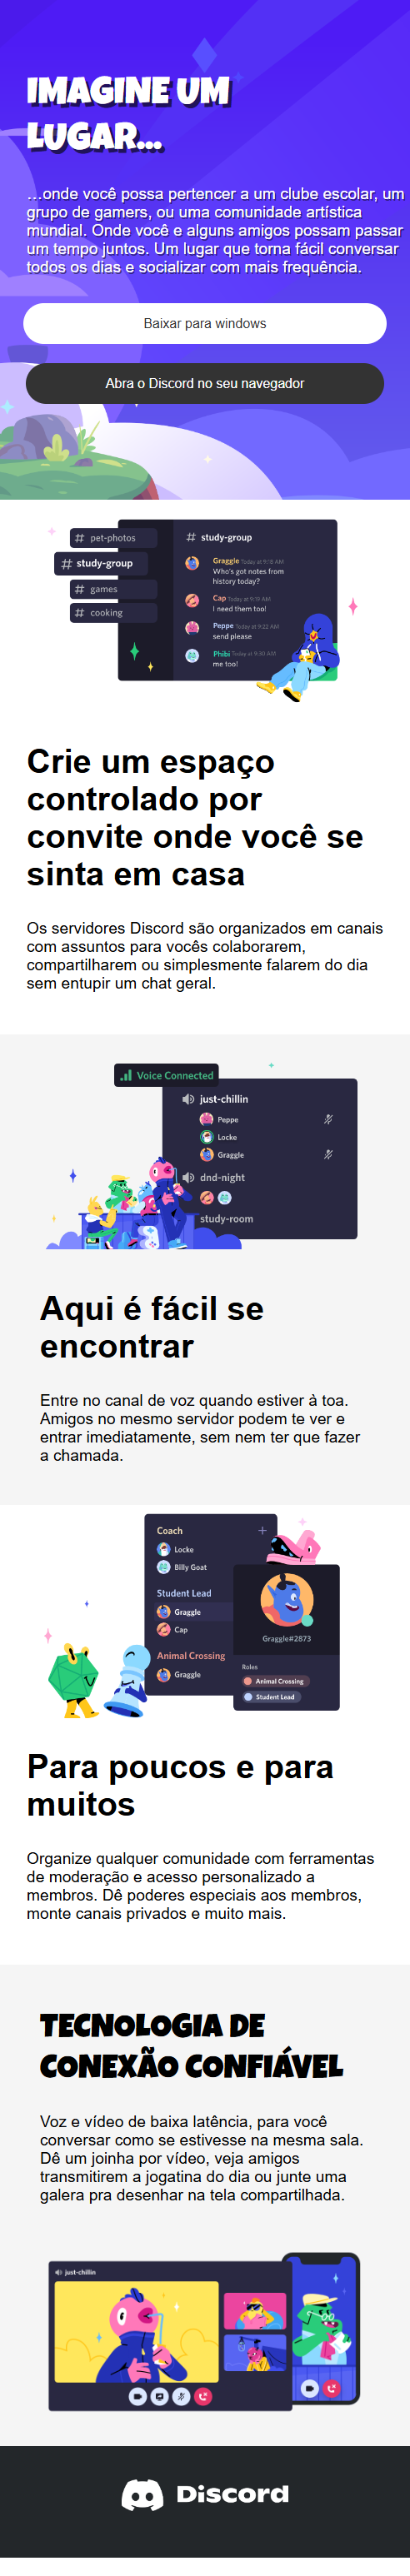 IMAGINE UM
LUGAR...
...onde você possa pertencer a um clube escolar, um
grupo de gamers, ou uma comunidade artística
mundial. Onde você e alguns amigos possam passar
um tempo juntos. Um lugar que torna fácil conversar
todos os dias e socializar com mais frequência.
Baixar para windows
Abra o Discord no seu navegador
# pet-photos
# study-group
# games
# cooking
# study-group
Graggle Today at 9:18 AM
Who's got notes from
history today?
Cap Today at 9:19 AM
I need them too!
Peppe Today at 9:22 AM
send please
Phibi Today at 9:30 AM
me too!
Crie um espaço
controlado por
convite onde você se
sinta em casa
Os servidores Discord são organizados em canais
com assuntos para vocês colaborarem,
compartilharem ou simplesmente falarem do dia
sem entupir um chat geral.
Voice Connected
just-chillin
Peppe
Locke
Graggle
dnd-night
study-room
Aqui é fácil se
encontrar
Entre no canal de voz quando estiver à toa.
Amigos no mesmo servidor podem te ver e
entrar imediatamente, sem nem ter que fazer
a chamada.
Coach +
Locke
Billy Goat
Student Lead
Graggle
Cap
Animal Crossing
Graggle
Graggle#2873
Roles
Animal Crossing
Student Lead
Para poucos e para
muitos
Organize qualquer comunidade com ferramentas
de moderação e acesso personalizado a
membros. Dê poderes especiais aos membros,
monte canais privados e muito mais.
TECNOLOGIA DE
CONEXÃO CONFIÁVEL
Voz e vídeo de baixa latência, para você
conversar como se estivesse na mesma sala.
Dê um joinha por vídeo, veja amigos
transmitirem a jogatina do dia ou junte uma
galera pra desenhar na tela compartilhada.
just-chillin
Discord